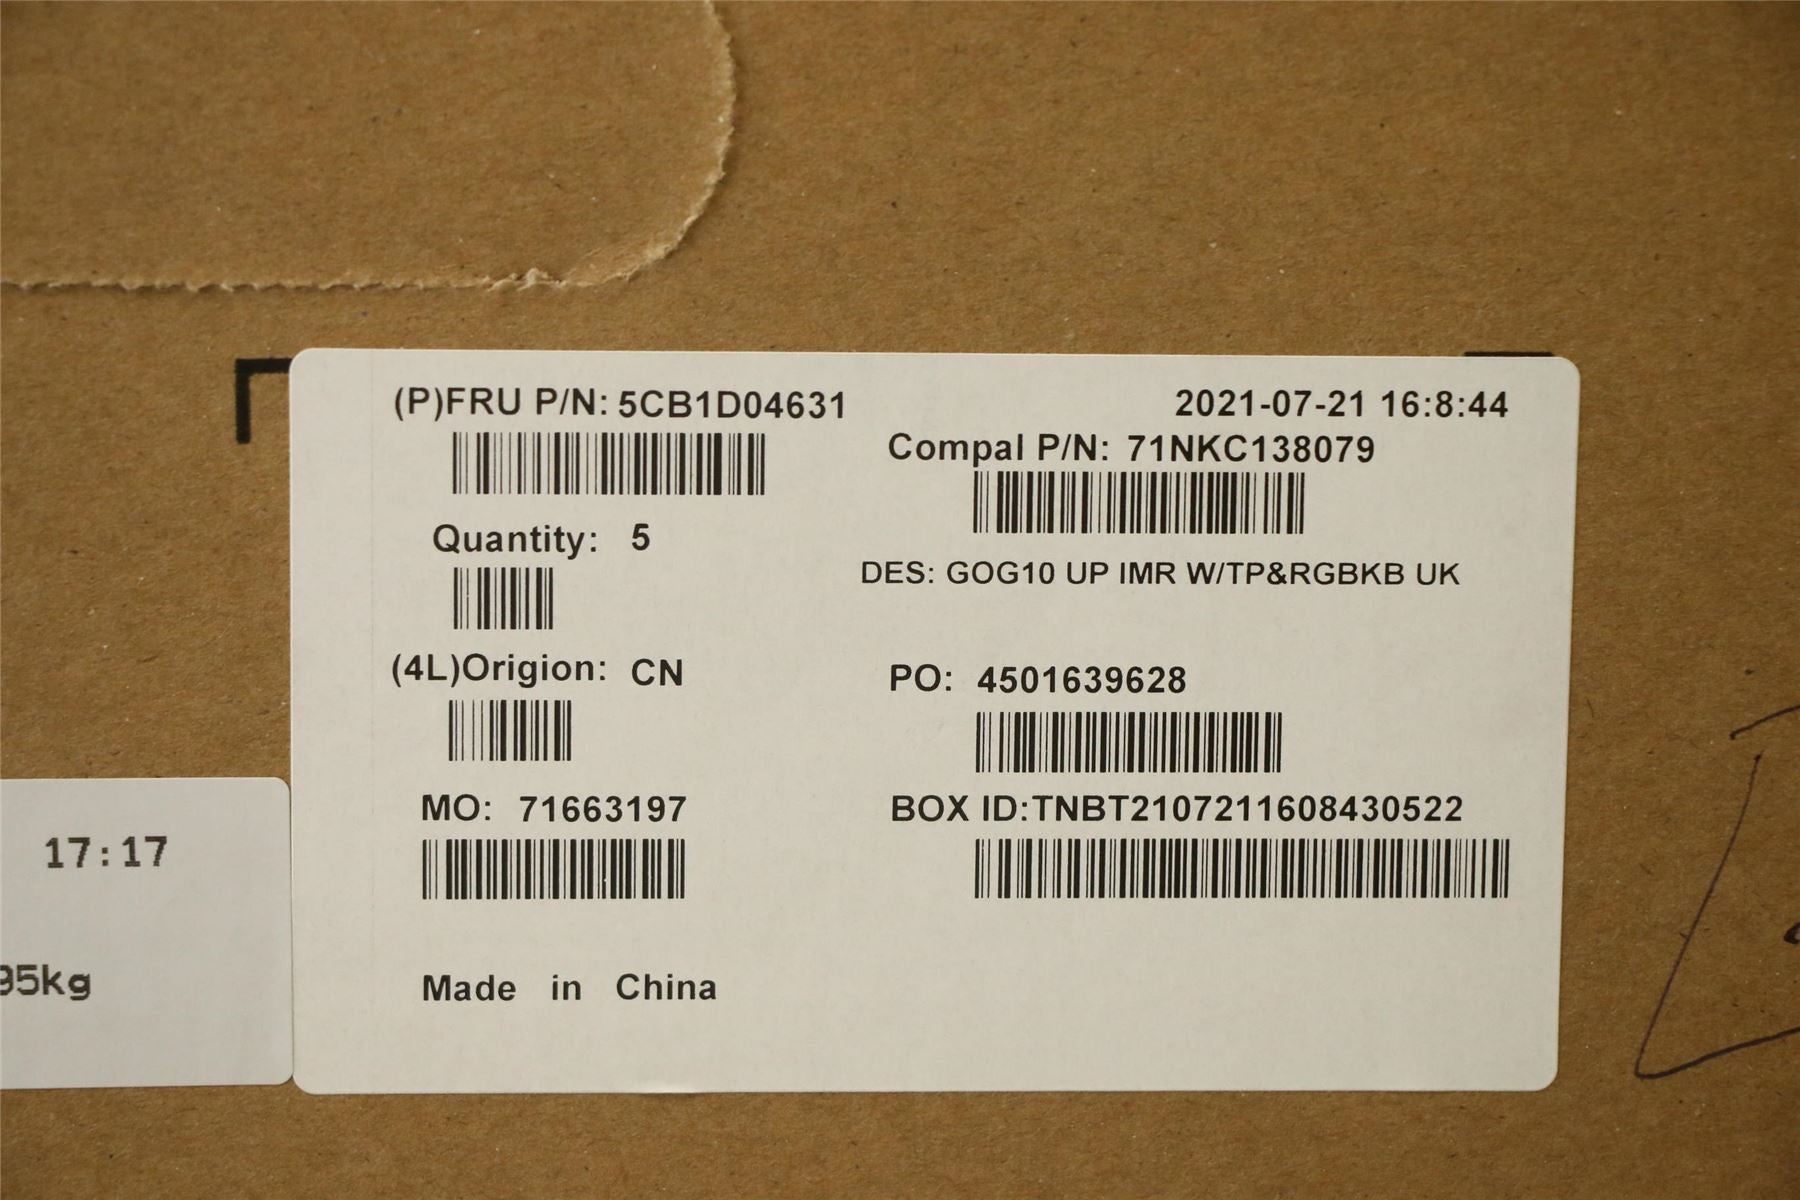 (P)FRU P/N: 5CB1D04631
2021-07-21 16:8:44
Compal P/N: 71NKC138079
Quantity: 5
DES: GOG10 UP IMR W/TP&RGBKB UK
(4L)Origion: CN
PO: 4501639628
MO: 71663197
BOX ID:TNBT2107211608430522
Made in China
17:17
95kg